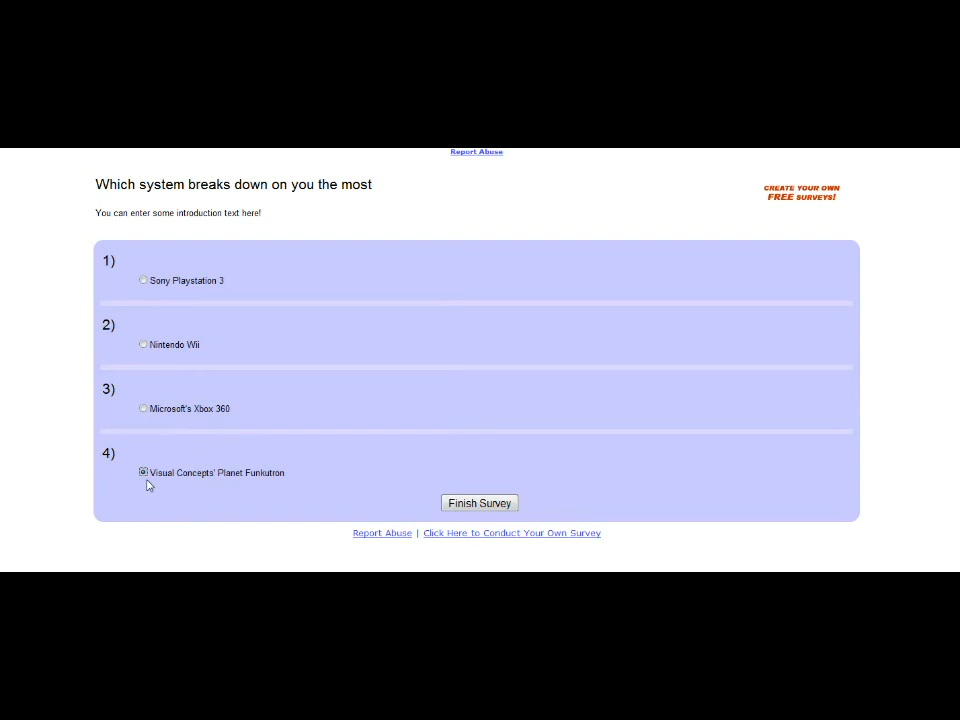 Report Abuse
Which system breaks down on you the most
CREATE YOUR OWN
FREE SURVEYS!
You can enter some introduction text here!
1)
Sony Playstation 3
2)
Nintendo Wii
3)
Microsoft's Xbox 360
4)
Visual Concepts' Planet Funkutron
Finish Survey
Report Abuse | Click Here to Conduct Your Own Survey